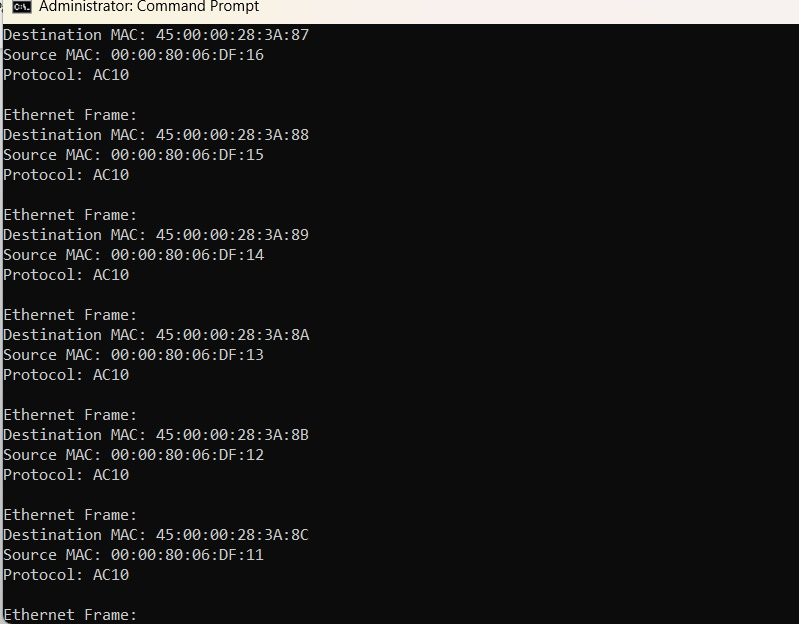 Administrator: Command Prompt
Destination MAC: 45:00:00:28:3A:87
Source MAC: 00:00:80:06:DF:16
Protocol: AC10
Ethernet Frame:
Destination MAC: 45:00:00:28:3A:88
Source MAC: 00:00:80:06:DF:15
Protocol: AC10
Ethernet Frame:
Destination MAC: 45:00:00:28:3A:89
Source MAC: 00:00:80:06:DF:14
Protocol: AC10
Ethernet Frame:
Destination MAC: 45:00:00:28:3A:8A
Source MAC: 00:00:80:06:DF:13
Protocol: AC10
Ethernet Frame:
Destination MAC: 45:00:00:28:3A:8B
Source MAC: 00:00:80:06:DF:12
Protocol: AC10
Ethernet Frame:
Destination MAC: 45:00:00:28:3A:8C
Source MAC: 00:00:80:06:DF:11
Protocol: AC10
Ethernet Frame: